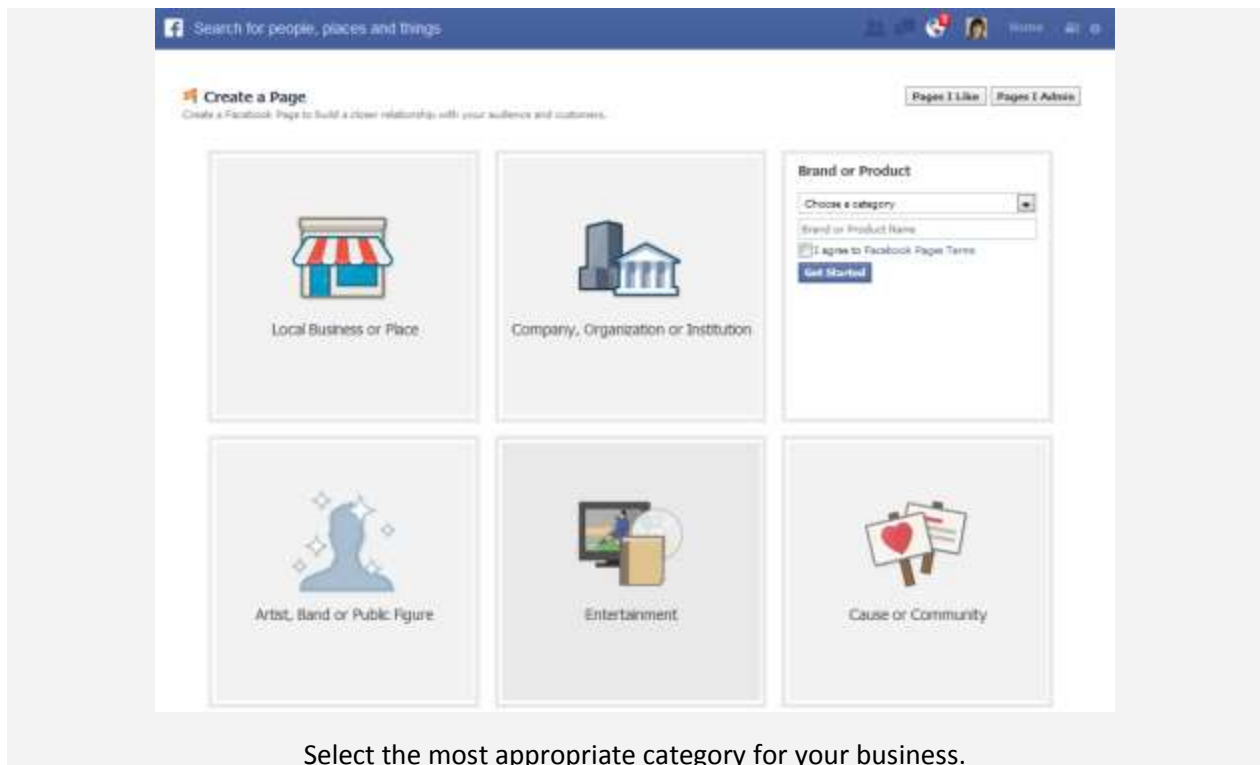 f Search for people, places and things
Home
Create a Page
Pages I Like Pages I Admin
Create a Facebook Page to build a closer relationship with your audience and customers.
Local Business or Place
Company, Organization or Institution
Brand or Product
Choose a category
Brand or Product Name
I agree to Facebook Pages Terms
Get Started
Artist, Band or Public Figure
Entertainment
Cause or Community
Select the most appropriate category for your business.